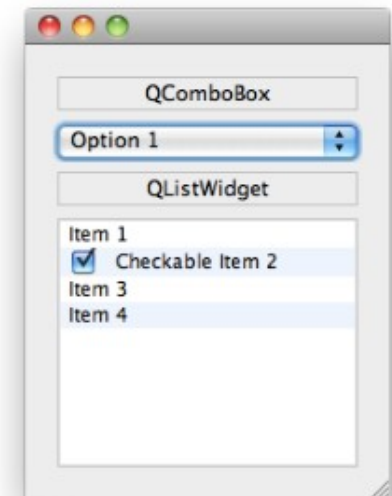 QComboBox
Option 1
QListWidget
Item 1
Checkable Item 2
Item 3
Item 4